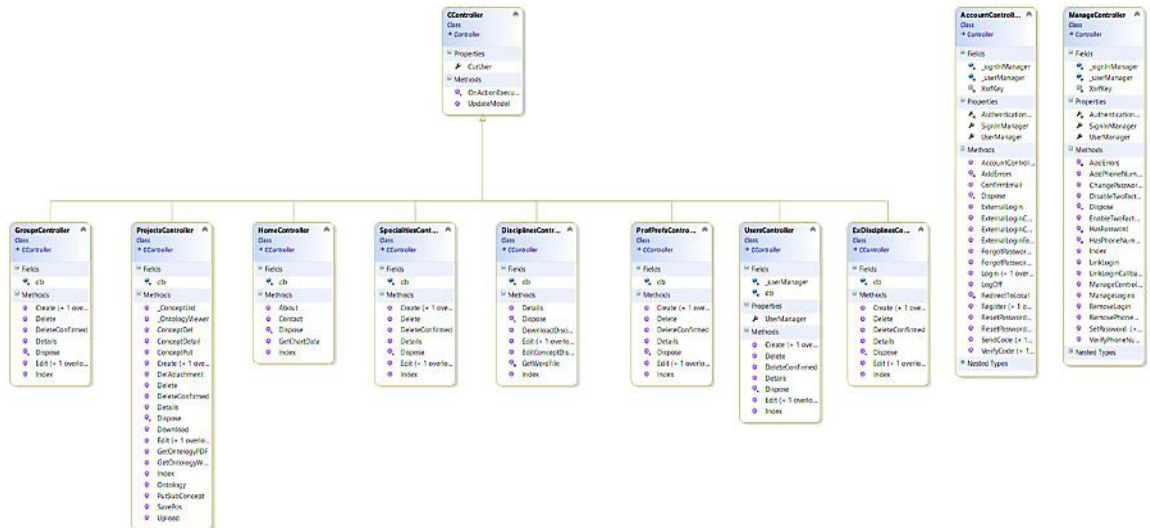 CController
Class
Controller
Properties
CurUser
Methods
OnActionExecu...
UpdateModel
AccountControll...
Class
Controller
Fields
_signInManager
_userManager
XsrfKey
Properties
Authentication...
SignInManager
UserManager
Methods
AccountControl...
AddErrors
ConfirmEmail
Dispose
ExternalLogin
ExternalLoginC...
ExternalLoginC...
ExternalLoginFa...
ForgotPasswor...
ForgotPasswor...
Login (+ 1 over...
LogOff
RedirectToLocal
Register (+ 1 ove...
ResetPassword...
ResetPassword...
SendCode (+ 1...
VerifyCode (+ 1...
Nested Types
ManageController
Class
Controller
Fields
_signInManager
_userManager
XsrfKey
Properties
Authentication...
SignInManager
UserManager
Methods
AddErrors
AddPhoneNum...
ChangePasswor...
DisableTwoFact...
Dispose
EnableTwoFact...
HasPassword
HasPhoneNum...
Index
LinkLogin
LinkLoginCallba...
ManageControl...
ManageLogins
RemoveLogin
RemovePhone...
SetPassword (+...
VerifyPhoneNu...
Nested Types
GroupsController
Class
CController
Fields
db
Methods
Create (+ 1 ove...
Delete
DeleteConfirmed
Details
Dispose
Edit (+ 1 overlo...
Index
ProjectsController
Class
CController
Fields
db
Methods
_ConceptList
_OntologyViewer
ConceptDel
ConceptDetail
ConceptPut
Create (+ 1 ove...
DelAttachment
Delete
DeleteConfirmed
Details
Dispose
Download
Edit (+ 1 overlo...
GetOntologyPDF
GetOntologyW...
Index
Ontology
PutSubConcept
SavePos
Upload
HomeController
Class
CController
Fields
db
Methods
About
Contact
Dispose
GetChartData
Index
SpecialitiesCont...
Class
CController
Fields
db
Methods
Create (+ 1 ove...
Delete
DeleteConfirmed
Details
Dispose
Edit (+ 1 overlo...
Index
DisciplinesContr...
Class
CController
Fields
db
Methods
Details
Dispose
DownloadDisci...
Edit (+ 1 overlo...
EditConceptDis...
GetWordFile
Index
ProfProfsContro...
Class
CController
Fields
db
Methods
Create (+ 1 ove...
Delete
DeleteConfirmed
Details
Dispose
Edit (+ 1 overlo...
Index
UsersController
Class
CController
Fields
_userManager
db
Properties
UserManager
Methods
Create (+ 1 ove...
Delete
DeleteConfirmed
Details
Dispose
Edit (+ 1 overlo...
Index
ExDisciplinesCo...
Class
CController
Fields
db
Methods
Create (+ 1 ove...
Delete
DeleteConfirmed
Details
Dispose
Edit (+ 1 overlo...
Index